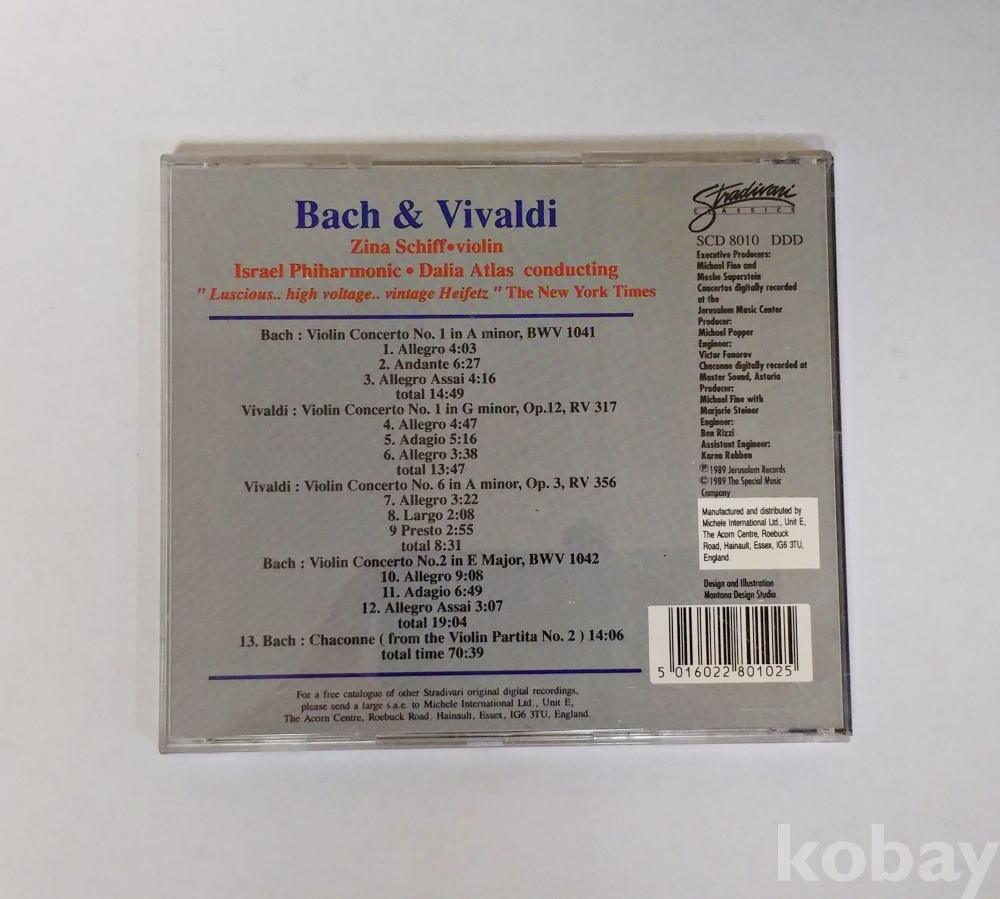 Bach & Vivaldi
Zina Schiff•violin
Israel Phiharmonic • Dalia Atlas conducting
" Luscious.. high voltage.. vintage Heifetz " The New York Times
Bach : Violin Concerto No. 1 in A minor, BWV 1041
1. Allegro 4:03
2. Andante 6:27
3. Allegro Assai 4:16
total 14:49
Vivaldi : Violin Concerto No. 1 in G minor, Op.12, RV 317
4. Allegro 4:47
5. Adagio 5:16
6. Allegro 3:38
total 13:47
Vivaldi : Violin Concerto No. 6 in A minor, Op. 3, RV 356
7. Allegro 3:22
8. Largo 2:08
9 Presto 2:55
total 8:31
Bach : Violin Concerto No.2 in E Major, BWV 1042
10. Allegro 9:08
11. Adagio 6:49
12. Allegro Assai 3:07
total 19:04
13. Bach : Chaconne ( from the Violin Partita No. 2 ) 14:06
total time 70:39
For a free catalogue of other Stradivari original digital recordings,
please send a large s.a.e. to Michele International Ltd., Unit E,
The Acorn Centre, Roebuck Road, Hainault, Essex, IG6 3TU, England.
Stradivari
CLASSICS
SCD 8010 DDD
Executive Producers:
Michael Fine and
Moshe Saperstein
Concertos digitally recorded
at the
Jerusalem Music Center
Producer:
Michael Popper
Engineer:
Victor Fonarov
Chaconne digitally recorded at
Master Sound, Astoria
Producer:
Michael Fine with
Marjorie Steiner
Engineer:
Ben Rizzi
Assistant Engineer:
Karen Robben
℗ 1989 Jerusalem Records
© 1989 The Special Music
Company
Manufactured and distributed by
Michele International Ltd., Unit E,
The Acorn Centre, Roebuck
Road, Hainault, Essex, IG6 3TU,
England.
Design and Illustration
Montana Design Studio
5 016022 801025
kobay